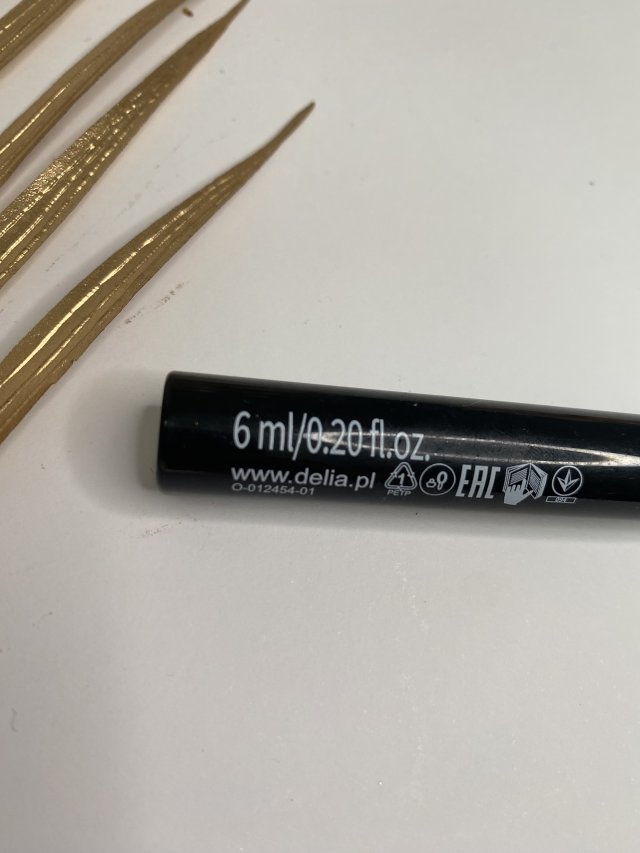 6 ml/0.20 fl.oz.
www.delia.pl 1 EAC
PETP
O-012454-01